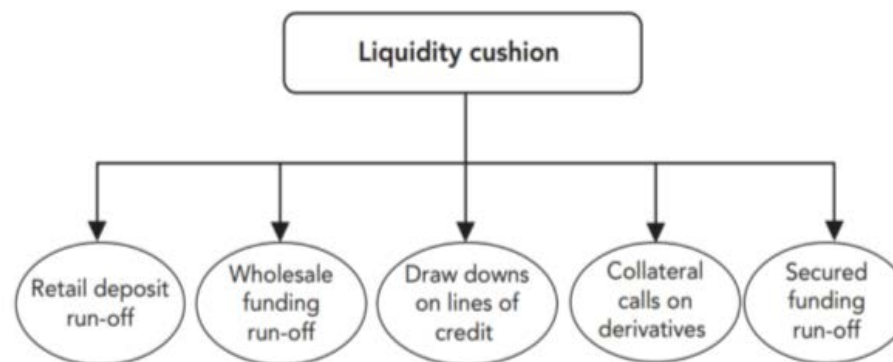 Liquidity cushion
Retail deposit
run-off
Wholesale
funding
run-off
Draw downs
on lines of
credit
Collateral
calls on
derivatives
Secured
funding
run-off